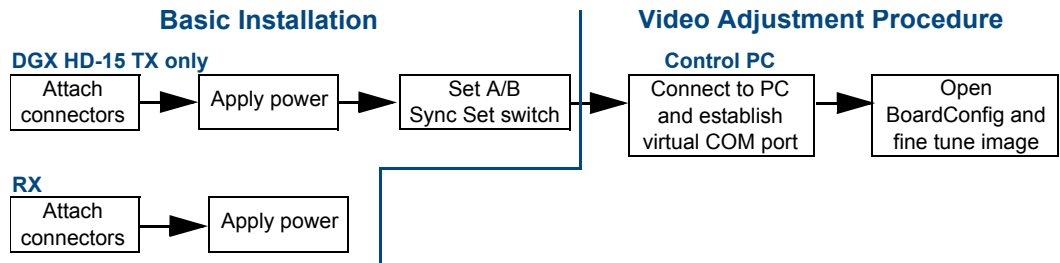 Basic Installation
Video Adjustment Procedure
DGX HD-15 TX only
Attach
connectors
Apply power
Set A/B
Sync Set switch
Control PC
Connect to PC
and establish
virtual COM port
Open
BoardConfig and
fine tune image
RX
Attach
connectors
Apply power